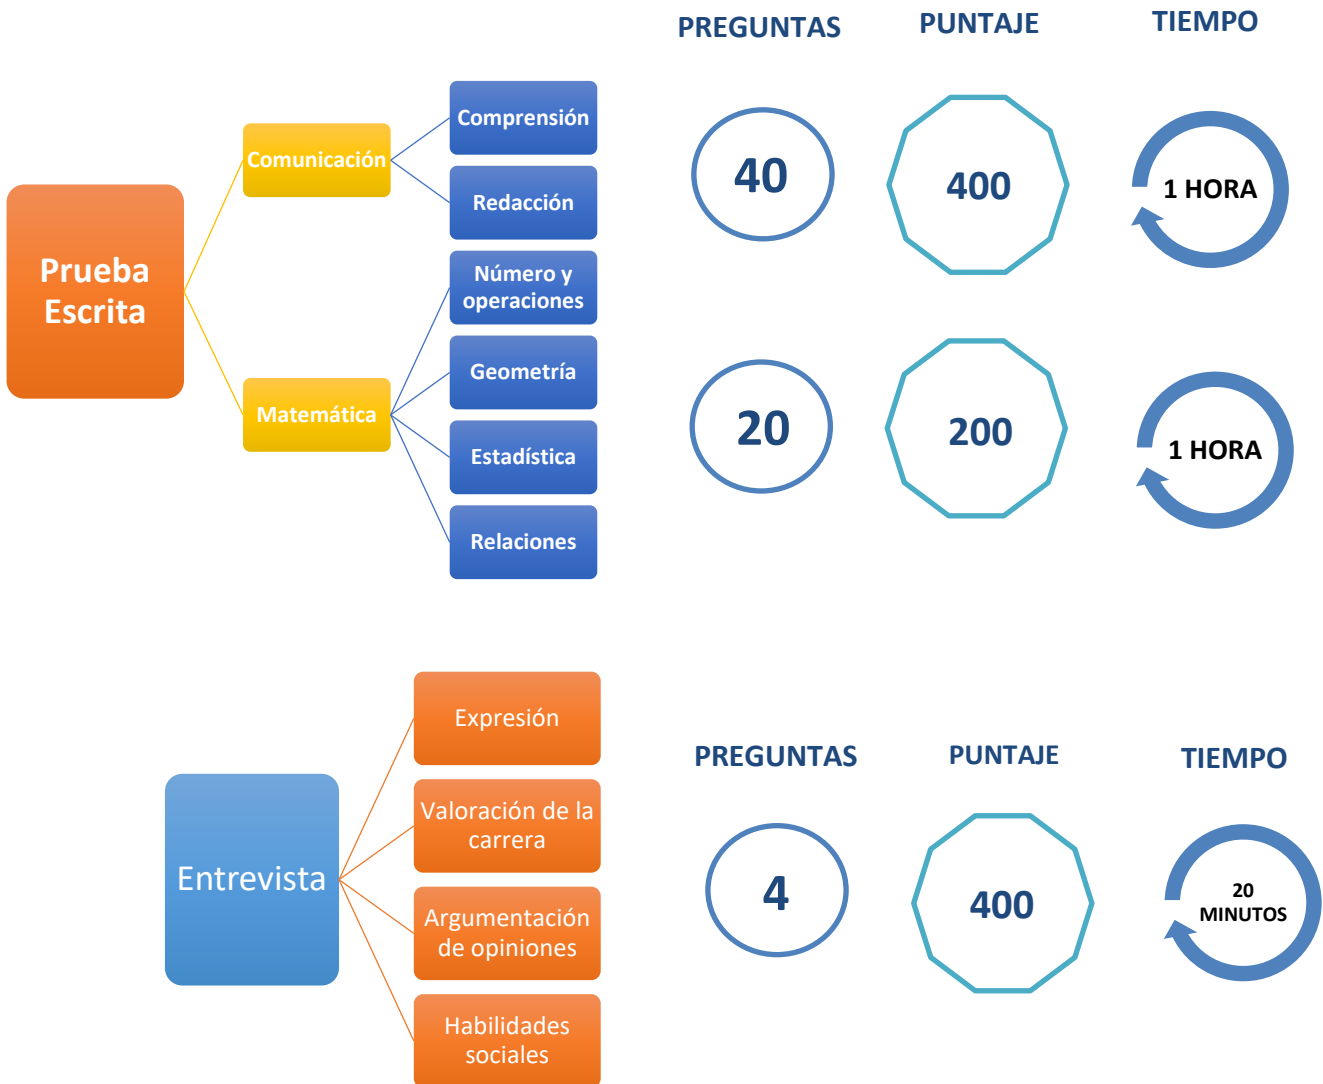 PREGUNTAS
PUNTAJE
TIEMPO
Prueba
Escrita
Comunicación
Comprensión
Redacción
40
400
1 HORA
Matemática
Número y
operaciones
Geometría
Estadística
Relaciones
20
200
1 HORA
PREGUNTAS
PUNTAJE
TIEMPO
Entrevista
Expresión
Valoración de la
carrera
Argumentación
de opiniones
Habilidades
sociales
4
400
20
MINUTOS